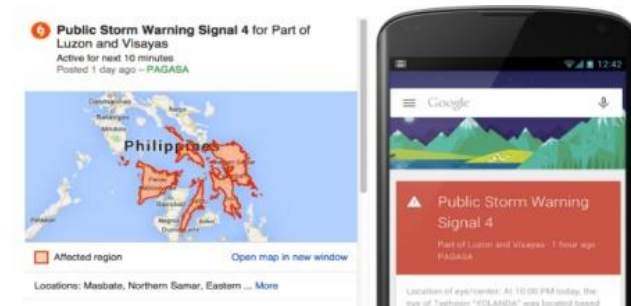 Public Storm Warning Signal 4 for Part of
Luzon and Visayas
Active for next 10 minutes
Posted 1 day ago – PAGASA
Philippines
Affected region
Open map in new window
Locations: Masbate, Northern Samar, Eastern ... More
12:42
Google
Public Storm Warning
Signal 4
Part of Luzon and Visayas · 1 hour ago
PAGASA
Location of eye/center: At 10:00 PM today, the
eye of Typhoon "YOLANDA" was located based